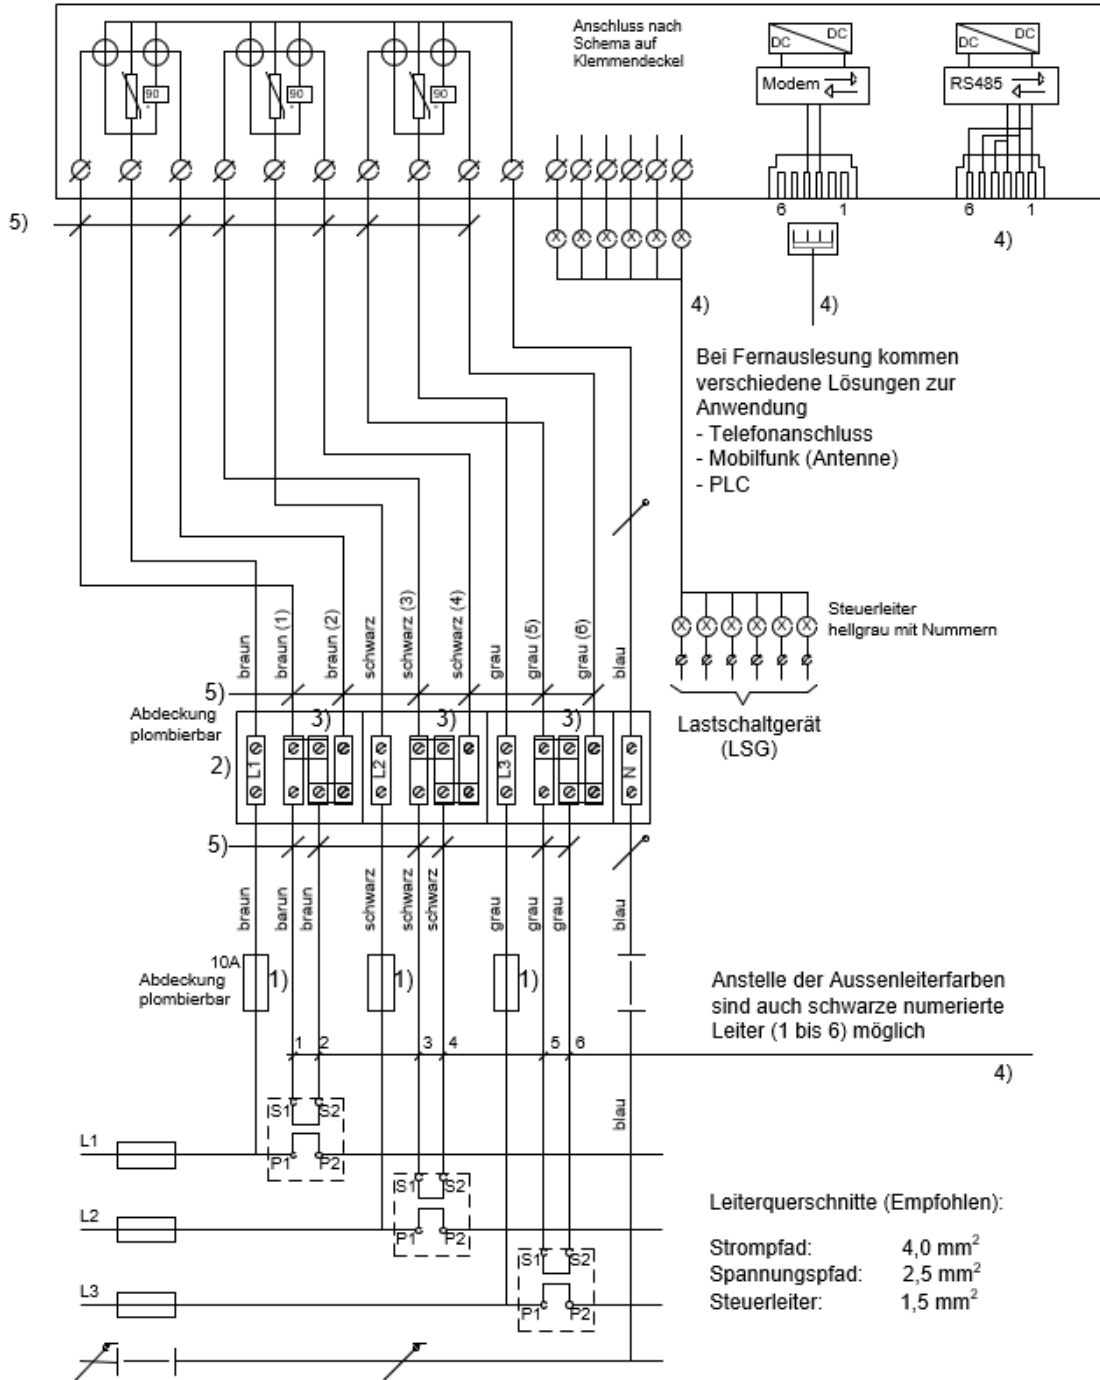 Anschluss nach
Schema auf
Klemmendeckel
DC DC
DC DC
Modem
RS485
90
90
90
6 1
6 1
5)
4)
4)
4)
Bei Fernauslesung kommen
verschiedene Lösungen zur
Anwendung
- Telefonanschluss
- Mobilfunk (Antenne)
- PLC
braun
braun (1)
braun (2)
schwarz
schwarz (3)
schwarz (4)
grau
grau (5)
grau (6)
blau
Steuerleiter
hellgrau mit Nummern
Lastschaltgerät
(LSG)
5)
Abdeckung
plombierbar
3)
3)
3)
2)
L1
L2
L3
N
5)
braun
barun
braun
schwarz
schwarz
schwarz
grau
grau
grau
blau
10A
Abdeckung
plombierbar
1)
1)
1)
Anstelle der Aussenleiterfarben
sind auch schwarze numerierte
Leiter (1 bis 6) möglich
1 2 3 4 5 6
4)
blau
S1 S2
P1 P2
L1
S1 S2
P1 P2
L2
S1 S2
P1 P2
L3
Leiterquerschnitte (Empfohlen):
Strompfad: 4,0 mm²
Spannungspfad: 2,5 mm²
Steuerleiter: 1,5 mm²